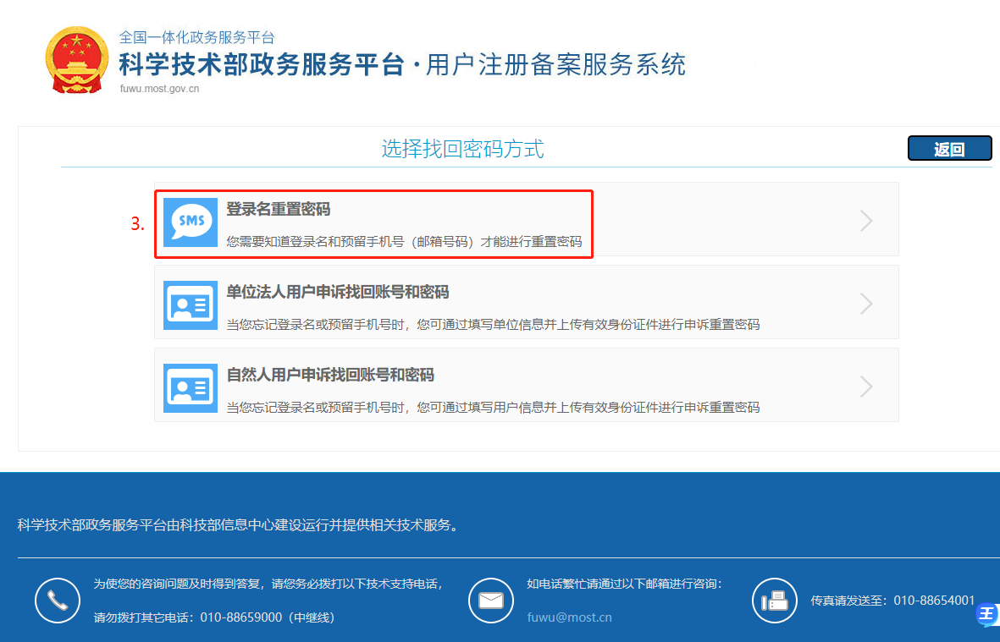 全国一体化政务服务平台
科学技术部政务服务平台·用户注册备案服务系统
fuwu.most.gov.cn
选择找回密码方式
返回
3.
SMS
登录名重置密码
您需要知道登录名和预留手机号（邮箱号码）才能进行重置密码
单位法人用户申诉找回账号和密码
当您忘记登录名或预留手机号时，您可通过填写单位信息并上传有效身份证件进行申诉重置密码
自然人用户申诉找回账号和密码
当您忘记登录名或预留手机号时，您可通过填写用户信息并上传有效身份证件进行申诉重置密码
科学技术部政务服务平台由科技部信息中心建设运行并提供相关技术服务。
为使您的咨询问题及时得到答复，请您务必拨打以下技术支持电话，
请勿拨打其它电话：010-88659000（中继线）
如电话繁忙请通过以下邮箱进行咨询：
fuwu@most.cn
传真请发送至：010-88654001
王